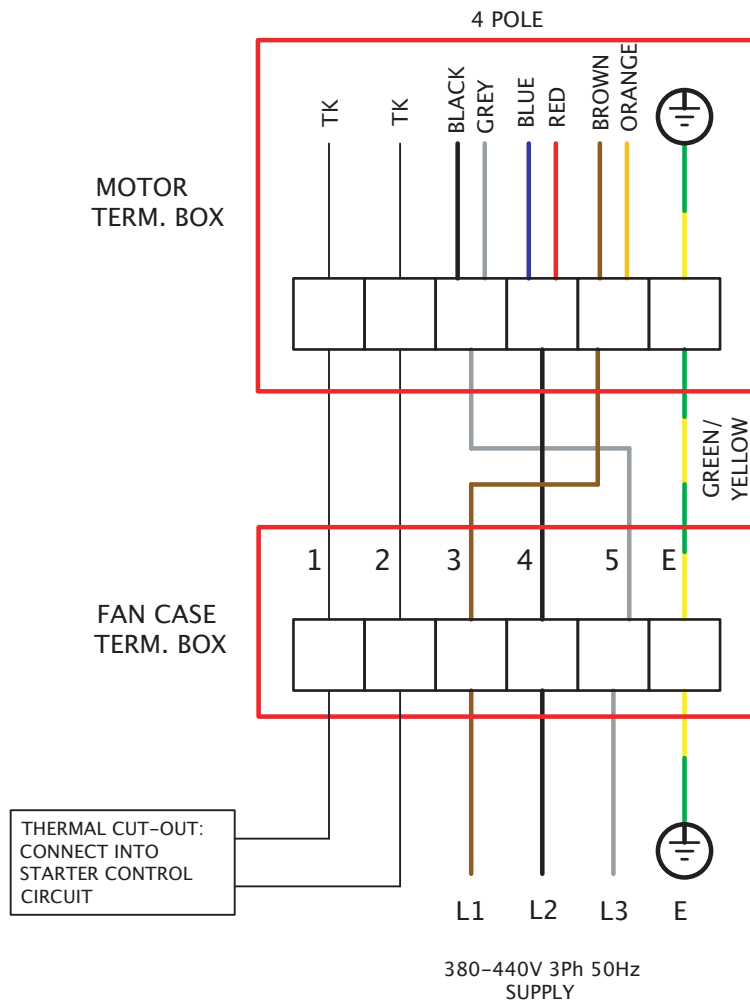 4 POLE
TK
TK
BLACK
GREY
BLUE
RED
BROWN
ORANGE
MOTOR
TERM. BOX
GREEN/
YELLOW
1 2 3 4 5 E
FAN CASE
TERM. BOX
THERMAL CUT-OUT:
CONNECT INTO
STARTER CONTROL
CIRCUIT
L1 L2 L3 E
380-440V 3Ph 50Hz
SUPPLY